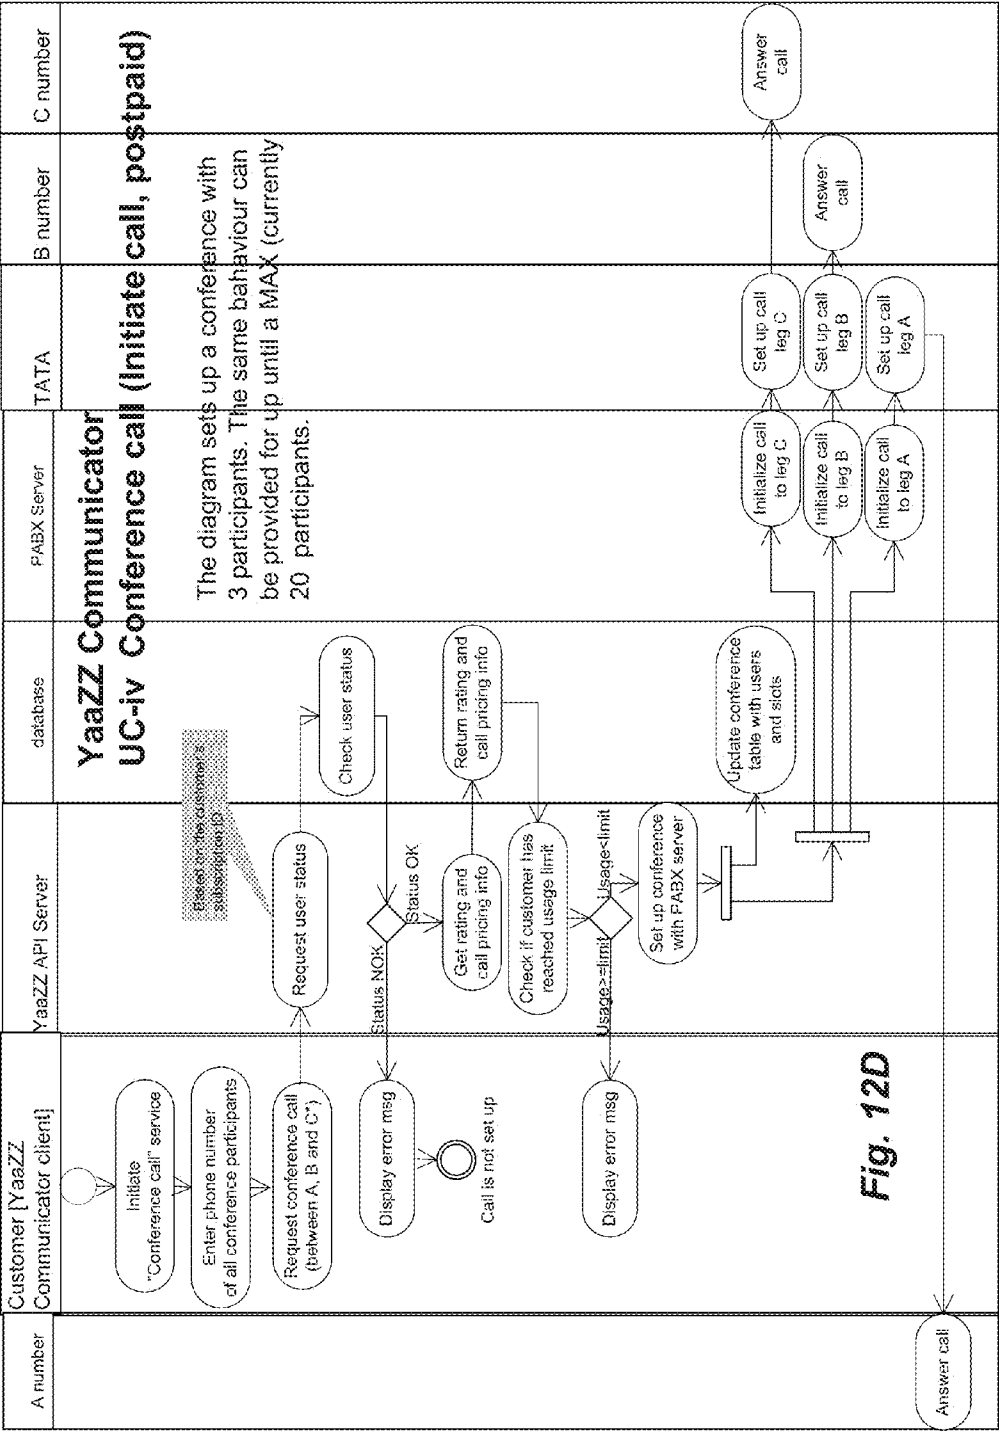 A number
Customer [YaaZZ
Communicator client]
YaaZZ API Server
database
PABX Server
TATA
B number
C number
YaaZZ Communicator
UC-iv Conference call (Initiate call, postpaid)
The diagram sets up a conference with
3 participants. The same bahaviour can
be provided for up until a MAX (currently
20 participants.
Initiate
"Conference call" service
Enter phone number
of all conference participants
Request conference call
(between A, B and C*)
Based on the customer's
subscription ID
Request user status
Check user status
Status NOK
Status OK
Display error msg
Call is not set up
Get rating and
call pricing info
Return rating and
call pricing info
Check if customer has
reached usage limit
Usage>=limit
Usage<limit
Display error msg
Set up conference
with PABX server
Update conference
table with users
and slots
Initialize call
to leg C
Set up call
leg C
Answer
call
Initialize call
to leg B
Set up call
leg B
Answer
call
Initialize call
to leg A
Set up call
leg A
Answer call
Fig. 12D